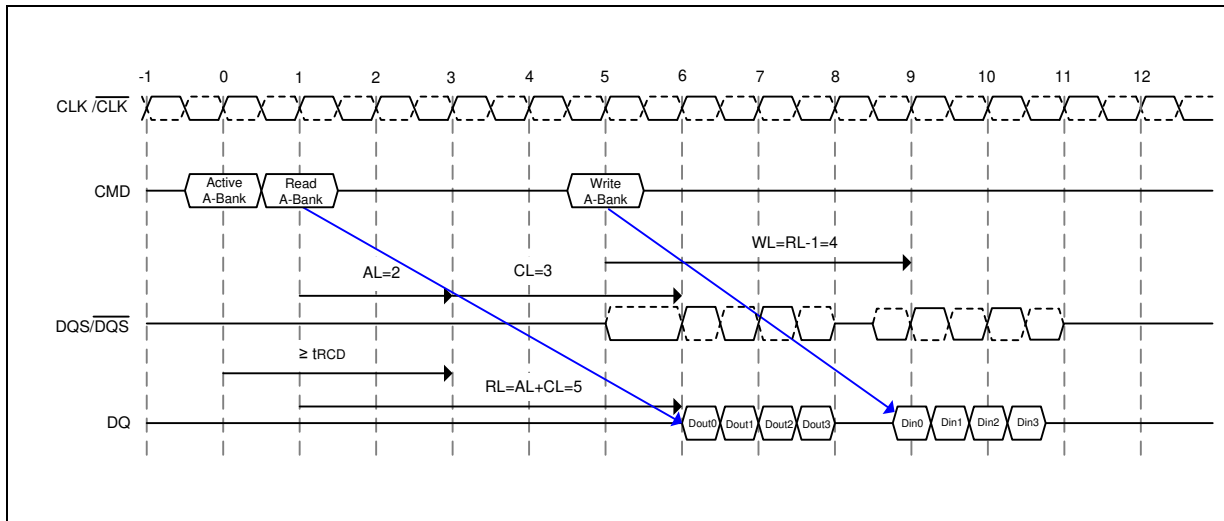 -1 0 1 2 3 4 5 6 7 8 9 10 11 12
CLK /C̅L̅K̅
CMD
Active
A-Bank
Read
A-Bank
Write
A-Bank
WL=RL-1=4
AL=2
CL=3
DQS/D̅Q̅S̅
≥ tRCD
RL=AL+CL=5
DQ
Dout0 Dout1 Dout2 Dout3 Din0 Din1 Din2 Din3